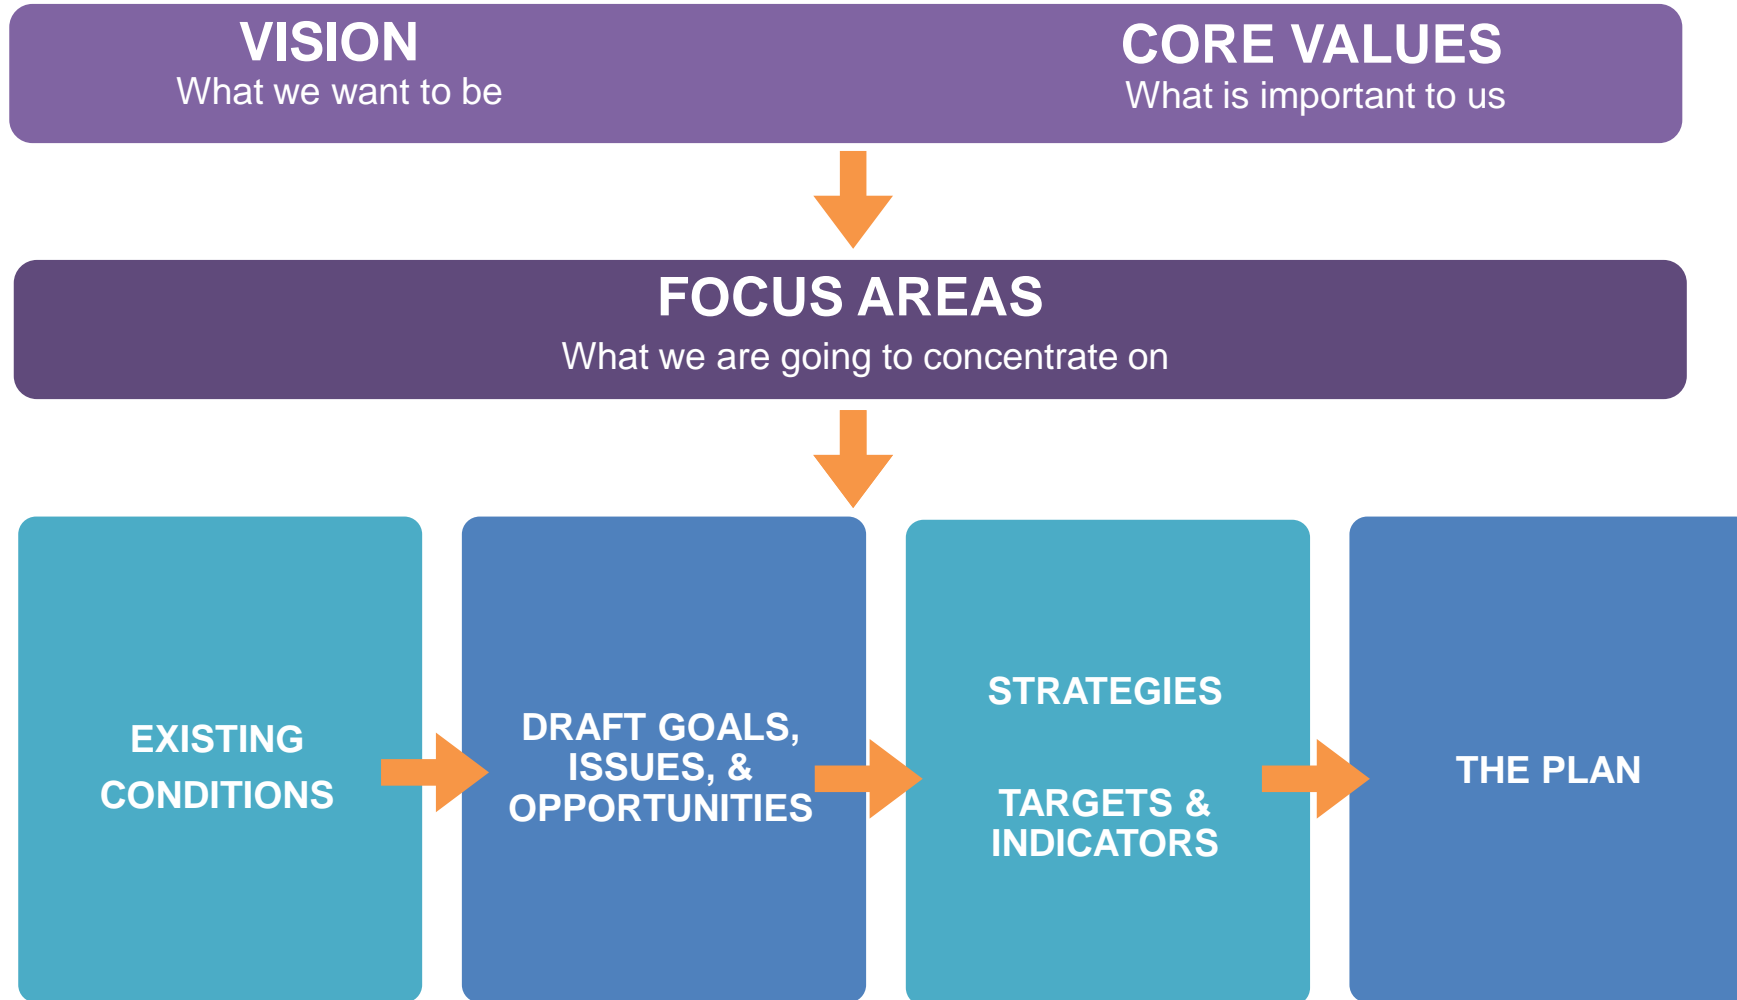 VISION
What we want to be
CORE VALUES
What is important to us
FOCUS AREAS
What we are going to concentrate on
EXISTING
CONDITIONS
DRAFT GOALS,
ISSUES, &
OPPORTUNITIES
STRATEGIES
TARGETS &
INDICATORS
THE PLAN